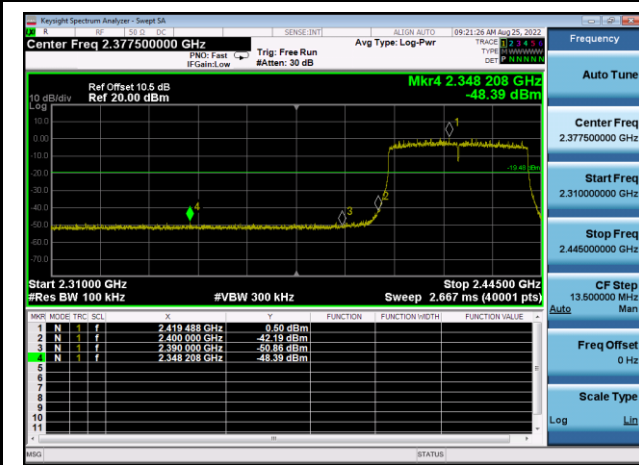 Keysight Spectrum Analyzer - Swept SA
R RF 50 Ω DC SENSE:INT ALIGN AUTO 09:21:26 AM Aug 25, 2022
Center Freq 2.377500000 GHz
PNO: Fast
IFGain:Low
Trig: Free Run
#Atten: 30 dB
Avg Type: Log-Pwr
TRACE 1 2 3 4 5 6
TYPE M W W W W W
DET P N N N N N
Frequency
Mkr4 2.348 208 GHz
-48.39 dBm
Ref Offset 10.5 dB
10 dB/div Ref 20.00 dBm
Log
10.0
0.00
-10.0
-20.0
-30.0
-40.0
-50.0
-60.0
-70.0
1
2
3
4
-19.48 dBm
Start 2.31000 GHz Stop 2.44500 GHz
#Res BW 100 kHz #VBW 300 kHz Sweep 2.667 ms (40001 pts)
MKR MODE TRC SCL X Y FUNCTION FUNCTION WIDTH FUNCTION VALUE
1 N 1 f 2.419 488 GHz 0.50 dBm
2 N 1 f 2.400 000 GHz -42.19 dBm
3 N 1 f 2.390 000 GHz -50.86 dBm
4 N 1 f 2.348 208 GHz -48.39 dBm
5
6
7
8
9
10
11
MSG STATUS
Auto Tune
Center Freq
2.377500000 GHz
Start Freq
2.310000000 GHz
Stop Freq
2.445000000 GHz
CF Step
13.500000 MHz
Auto Man
Freq Offset
0 Hz
Scale Type
Log Lin